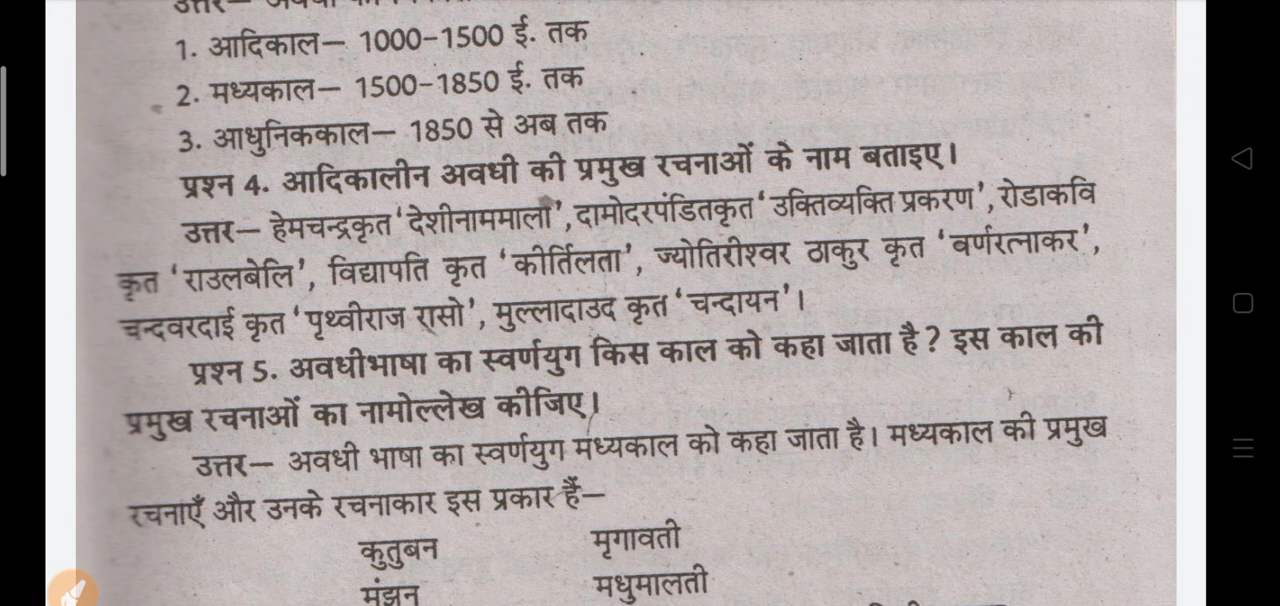 उत्तर–
1. आदिकाल– 1000-1500 ई. तक
2. मध्यकाल– 1500-1850 ई. तक
3. आधुनिककाल– 1850 से अब तक
प्रश्न 4. आदिकालीन अवधी की प्रमुख रचनाओं के नाम बताइए।
उत्तर– हेमचन्द्रकृत 'देशीनाममाला', दामोदरपंडितकृत 'उक्तिव्यक्ति प्रकरण', रोडाकवि
कृत 'राउलबेलि', विद्यापति कृत 'कीर्तिलता', ज्योतिरीश्वर ठाकुर कृत 'बर्णरत्नाकर',
चन्दवरदाई कृत 'पृथ्वीराज रासो', मुल्लादाउद कृत 'चन्दायन'।
प्रश्न 5. अवधीभाषा का स्वर्णयुग किस काल को कहा जाता है? इस काल की
प्रमुख रचनाओं का नामोल्लेख कीजिए।
उत्तर– अवधी भाषा का स्वर्णयुग मध्यकाल को कहा जाता है। मध्यकाल की प्रमुख
रचनाएँ और उनके रचनाकार इस प्रकार हैं–
कुतुबन मृगावती
मंझन मधुमालती